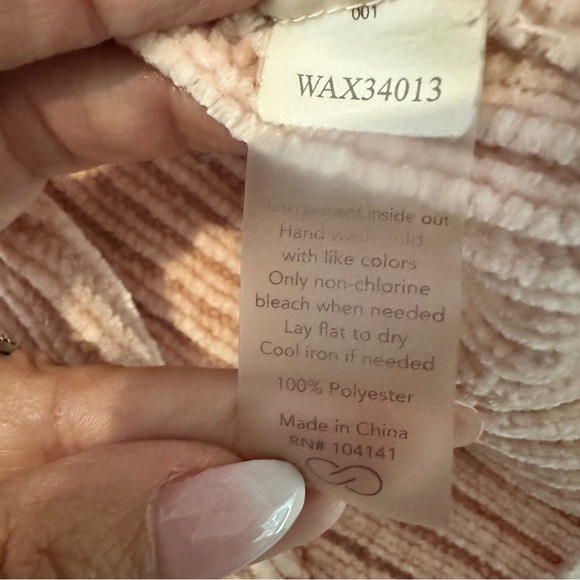 001
WAX34013
garment inside out
Hand wash cold
with like colors
Only non-chlorine
bleach when needed
Lay flat to dry
Cool iron if needed
100% Polyester
Made in China
RN# 104141